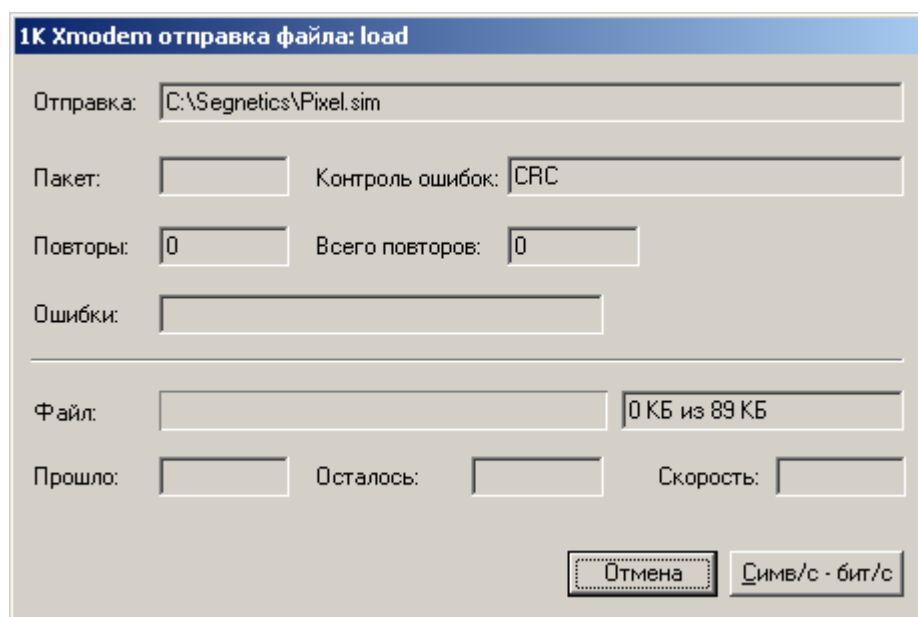 1K Xmodem отправка файла: load
Отправка: C:\Segnetics\Pixel.sim
Пакет: Контроль ошибок: CRC
Повторы: 0 Всего повторов: 0
Ошибки:
Файл: 0 КБ из 89 КБ
Прошло: Осталось: Скорость:
Отмена Симв/с - бит/с